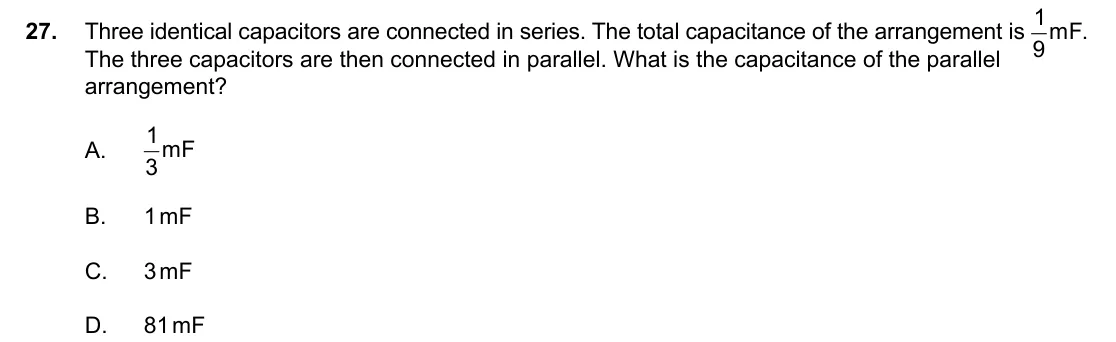 27. Three identical capacitors are connected in series. The total capacitance of the arrangement is 1/9 mF.
The three capacitors are then connected in parallel. What is the capacitance of the parallel
arrangement?
A. 1/3 mF
B. 1 mF
C. 3 mF
D. 81 mF